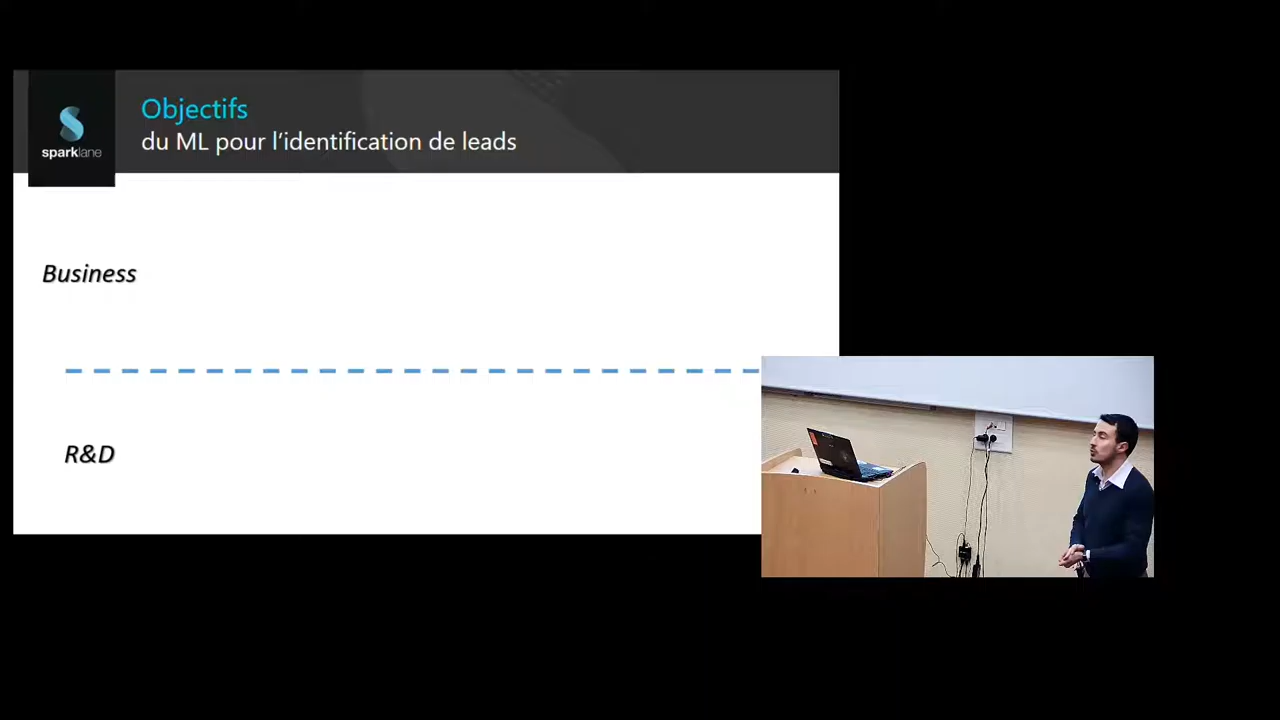 Objectifs
du ML pour l'identification de leads
sparklane
Business
R&D